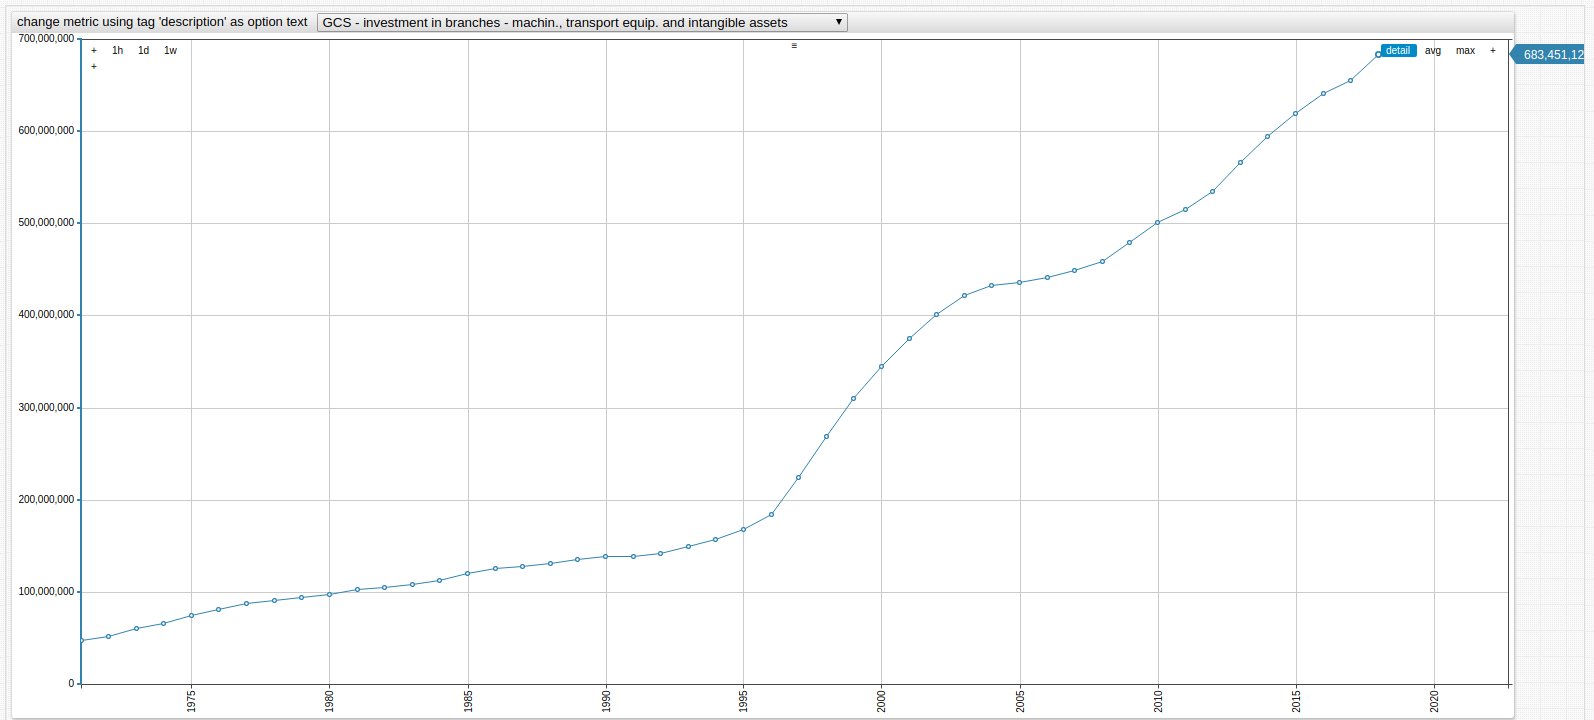 change metric using tag 'description' as option text GCS - investment in branches - machin., transport equip. and intangible assets
700,000,000
+ 1h 1d 1w
+
detail avg max +
683,451,12
600,000,000
500,000,000
400,000,000
300,000,000
200,000,000
100,000,000
0
1975 1980 1985 1990 1995 2000 2005 2010 2015 2020